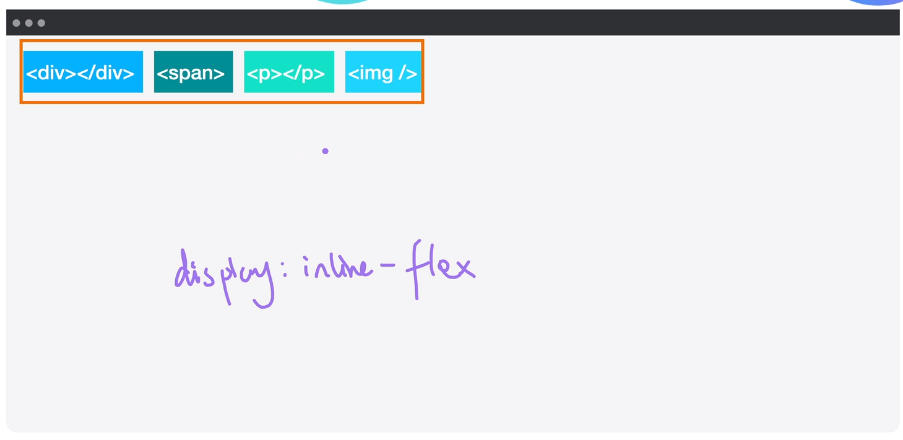 <div></div> <span> <p></p> <img />
display: inline-flex